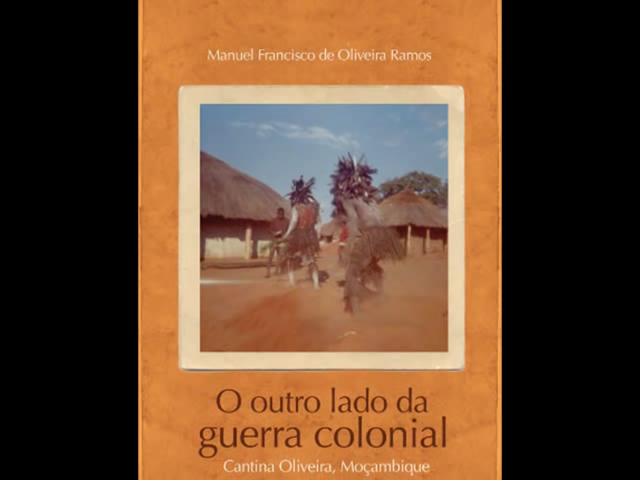 Manuel Francisco de Oliveira Ramos
O outro lado da
guerra colonial
Cantina Oliveira, Moçambique